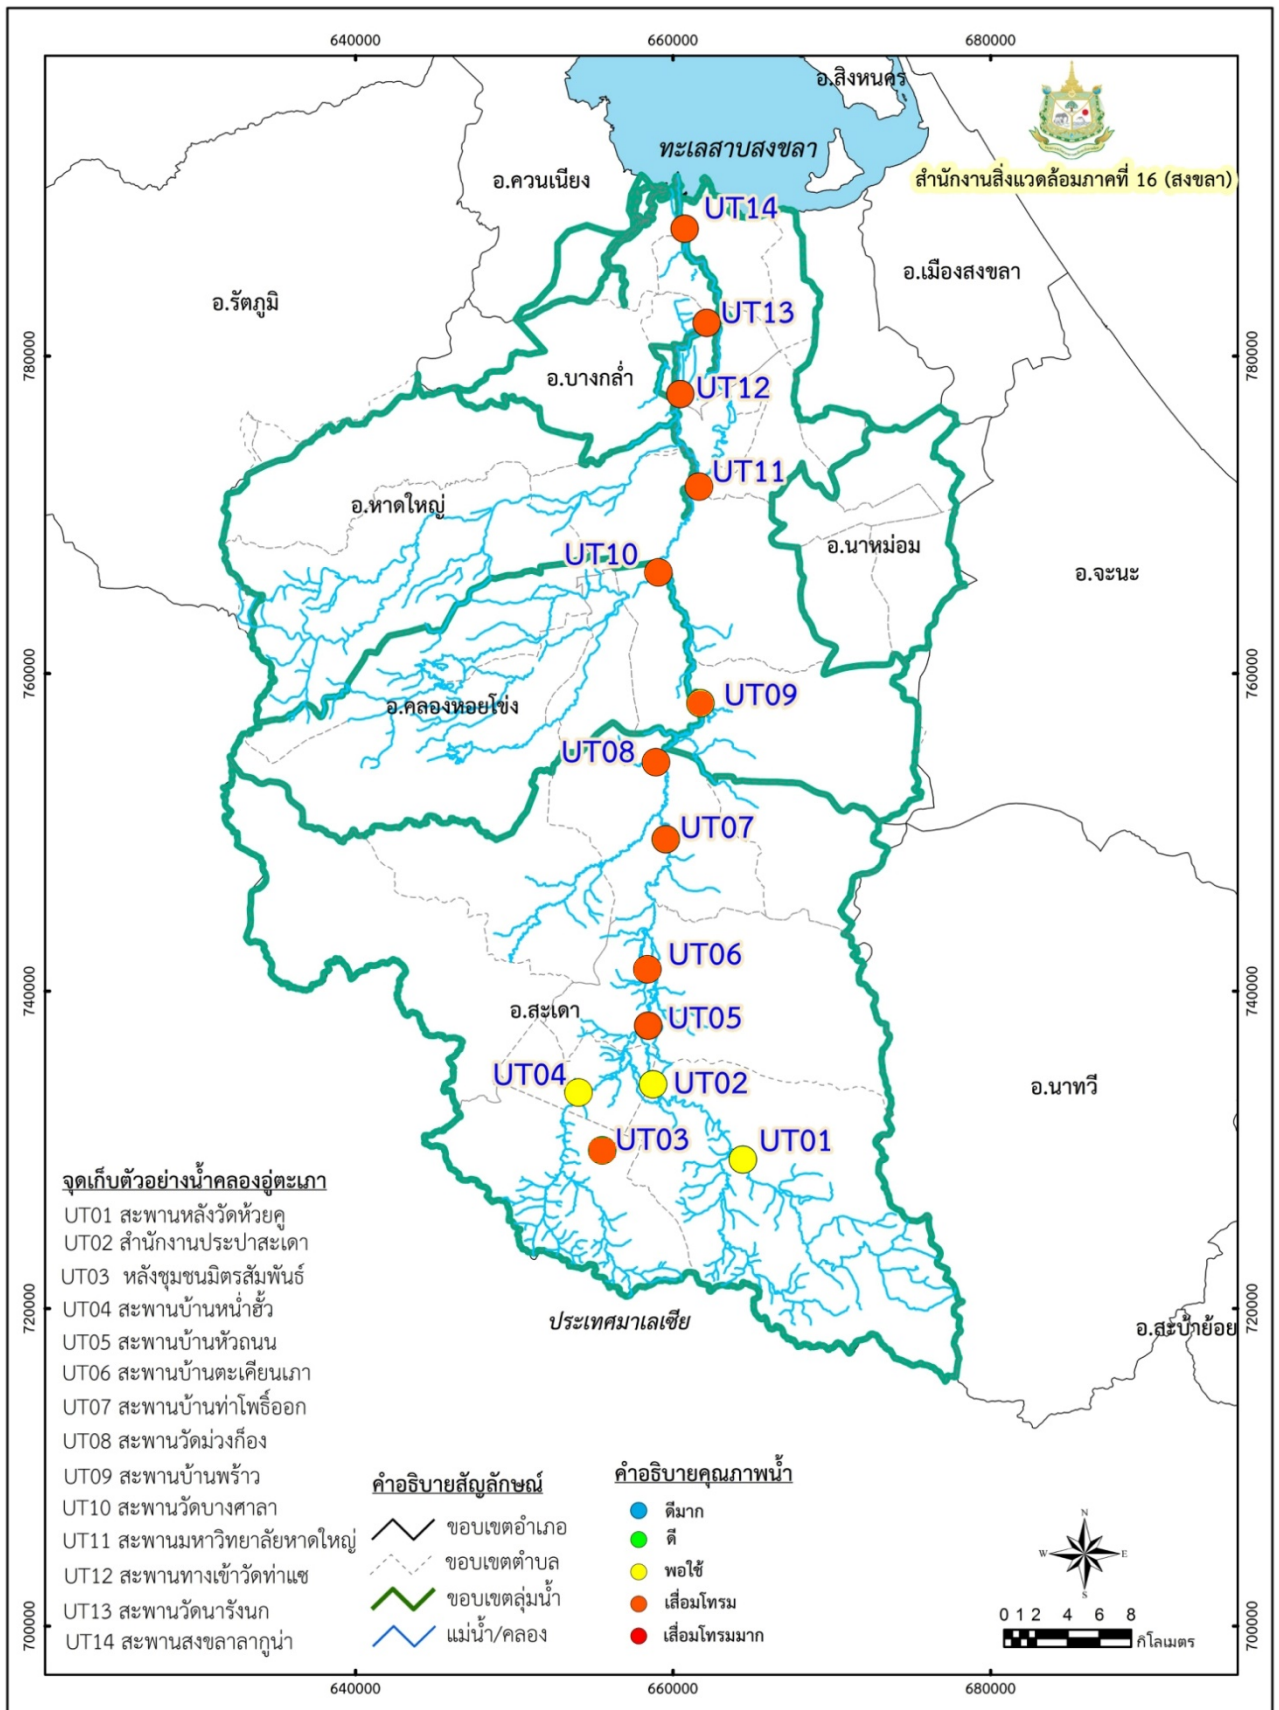 640000
660000
680000
อ.สิงหนคร
ทะเลสาบสงขลา
สำนักงานสิ่งแวดล้อมภาคที่ 16 (สงขลา)
อ.ควนเนียง
UT14
อ.เมืองสงขลา
อ.รัตภูมิ
UT13
780000
780000
อ.บางกล่ำ
UT12
UT11
อ.หาดใหญ่
อ.นาหม่อม
UT10
อ.จะนะ
760000
760000
UT09
อ.คลองหอยโข่ง
UT08
UT07
UT06
740000
740000
อ.สะเดา
UT05
UT04
UT02
อ.นาทวี
UT03
UT01
จุดเก็บตัวอย่างน้ำคลองอู่ตะเภา
UT01 สะพานหลังวัดห้วยคู
UT02 สำนักงานประปาสะเดา
UT03 หลังชุมชนมิตรสัมพันธ์
UT04 สะพานบ้านหน่ำฮั้ว
UT05 สะพานบ้านหัวถนน
UT06 สะพานบ้านตะเคียนเภา
UT07 สะพานบ้านท่าโพธิ์ออก
UT08 สะพานวัดม่วงก็อง
UT09 สะพานบ้านพร้าว
UT10 สะพานวัดบางศาลา
UT11 สะพานมหาวิทยาลัยหาดใหญ่
UT12 สะพานทางเข้าวัดท่าแซ
UT13 สะพานวัดนารังนก
UT14 สะพานสงขลาลากูน่า
720000
720000
ประเทศมาเลเซีย
อ.สะบ้าย้อย
คำอธิบายสัญลักษณ์
ขอบเขตอำเภอ
ขอบเขตตำบล
ขอบเขตลุ่มน้ำ
แม่น้ำ/คลอง
คำอธิบายคุณภาพน้ำ
ดีมาก
ดี
พอใช้
เสื่อมโทรม
เสื่อมโทรมมาก
N
W
E
S
0 1 2 4 6 8
กิโลเมตร
700000
700000
640000
660000
680000